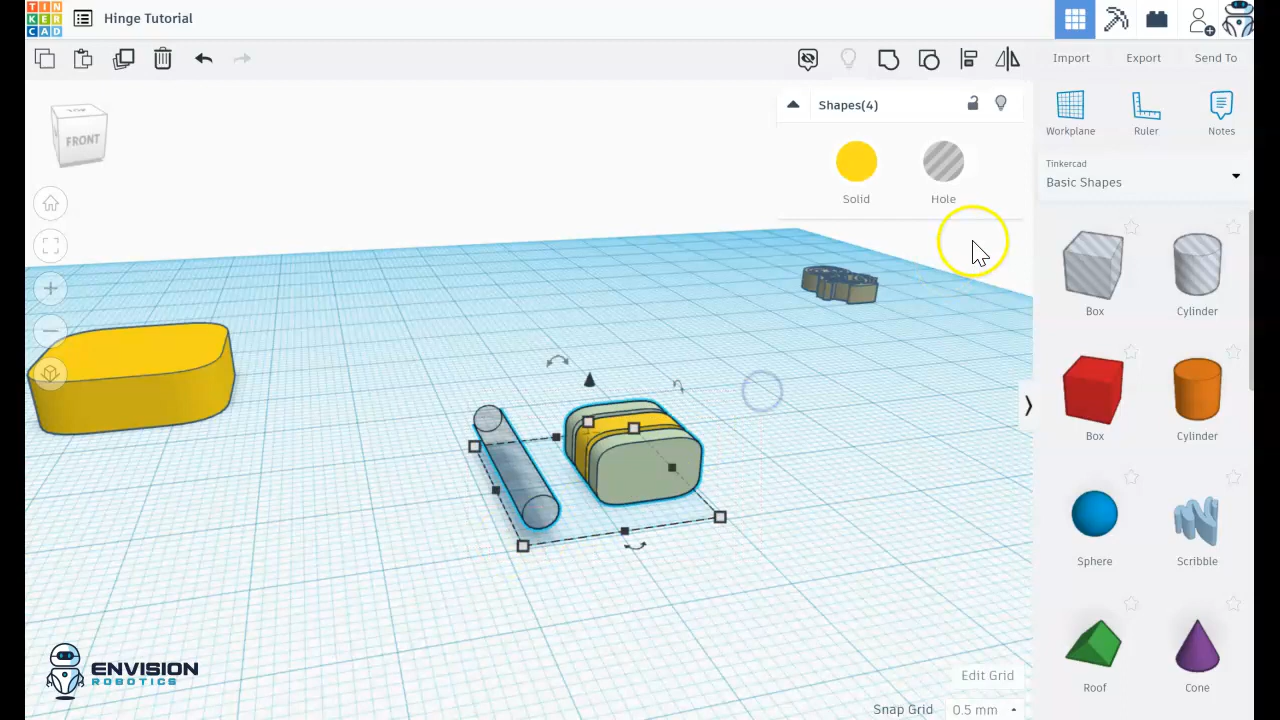 TIN
KER
CAD
Hinge Tutorial
Import
Export
Send To
TOP
FRONT
Shapes(4)
Solid
Hole
Workplane
Ruler
Notes
Tinkercad
Basic Shapes
Box
Cylinder
Box
Cylinder
Sphere
Scribble
Roof
Cone
Edit Grid
Snap Grid
0.5 mm
ENVISION
ROBOTICS